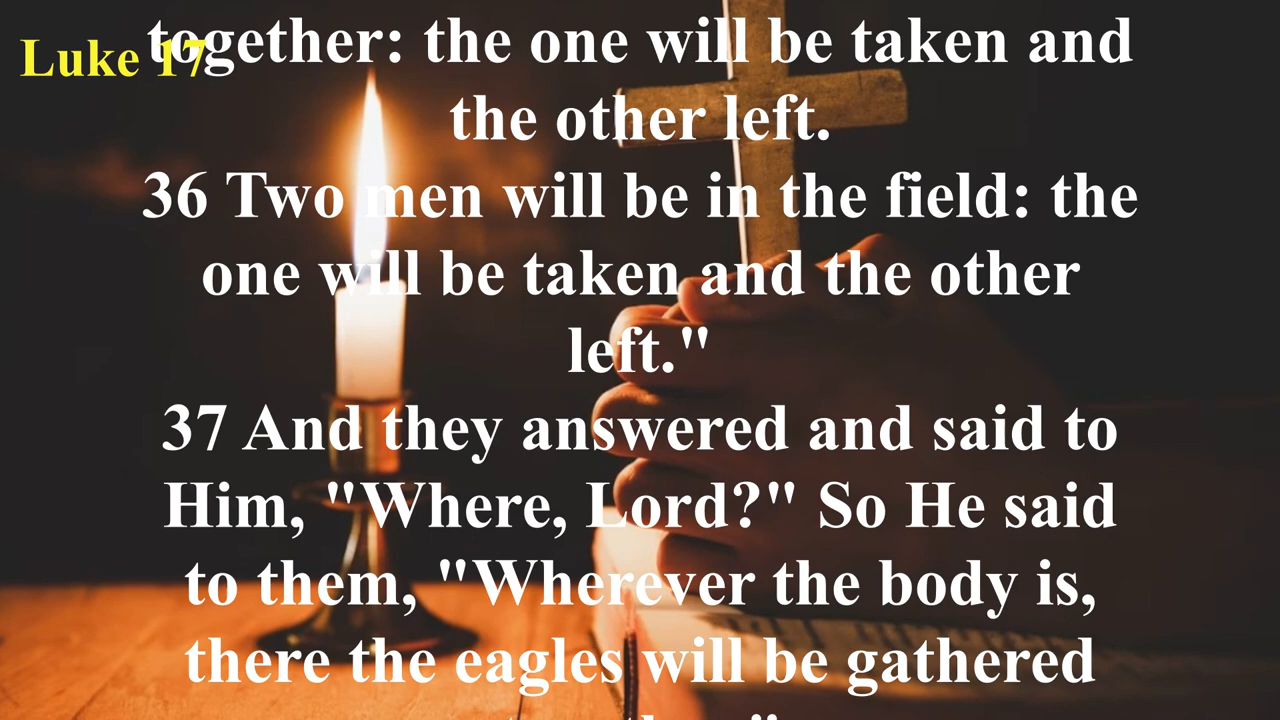 Luke 17
together: the one will be taken and
the other left.
36 Two men will be in the field: the
one will be taken and the other
left."
37 And they answered and said to
Him, "Where, Lord?" So He said
to them, "Wherever the body is,
there the eagles will be gathered